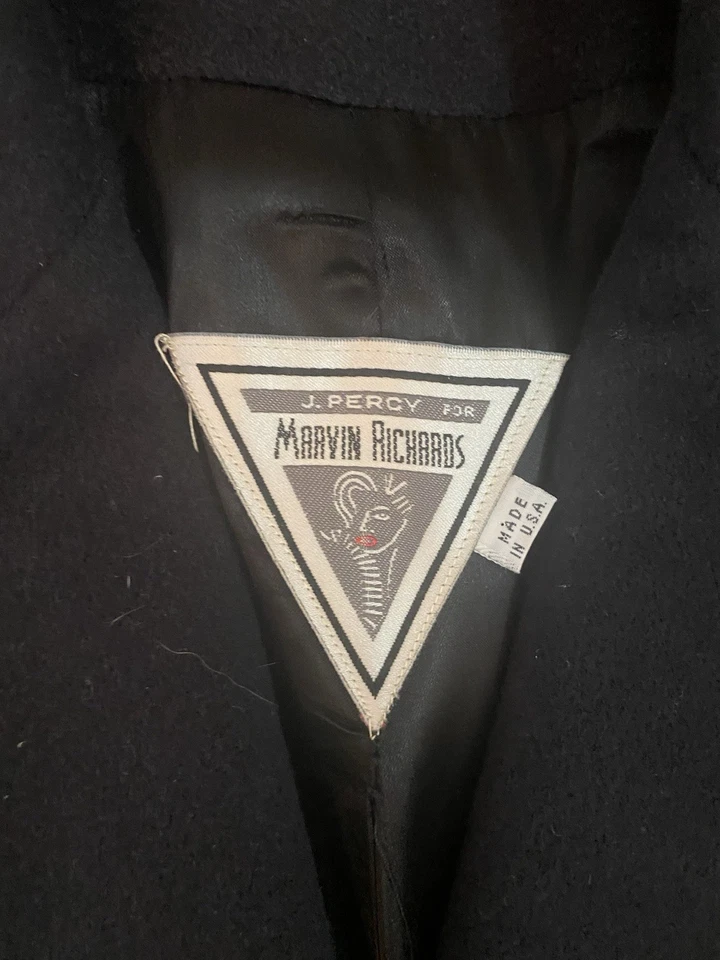 J. PERCY FOR
MARVIN RICHARDS
MADE
IN U.S.A.